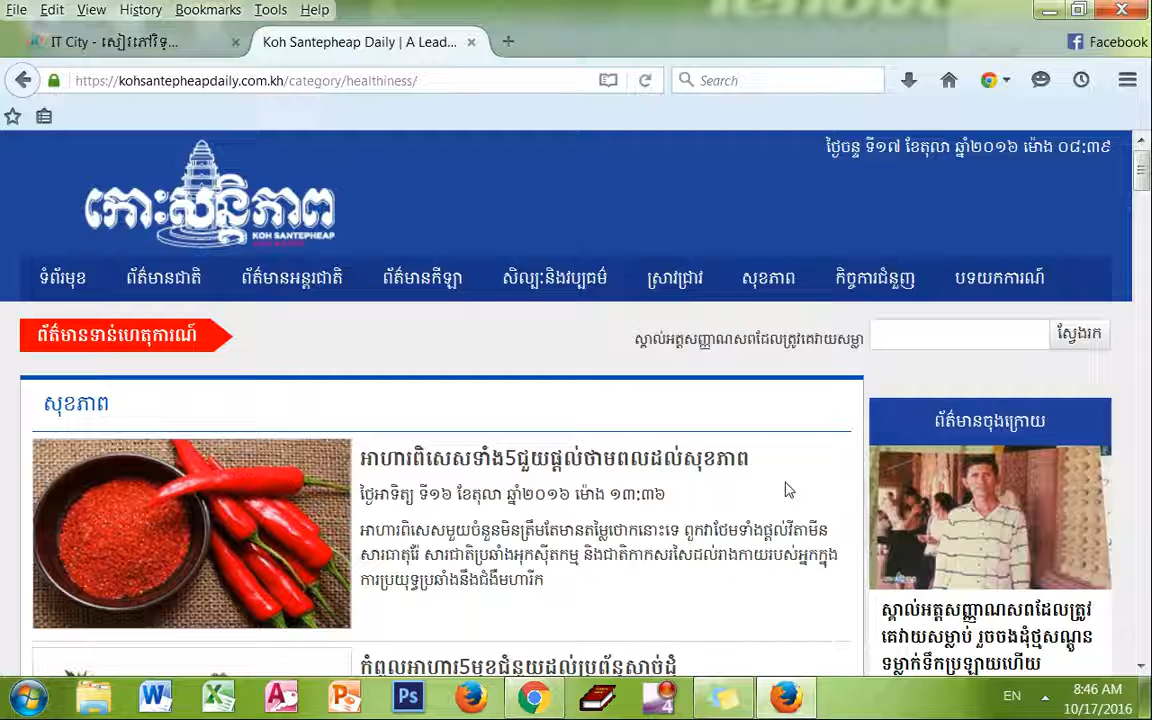 File Edit View History Bookmarks Tools Help
IT City - សៀវភៅវិទ្...
Koh Santepheap Daily | A Lead...
Facebook
https://kohsantepheapdaily.com.kh/category/healthiness/
Search
ថ្ងៃចន្ទ ទី១៧ ខែតុលា ឆ្នាំ២០១៦ ម៉ោង ០៨:៣៩
កោះសន្តិភាព
KOH SANTEPHEAP
ទំព័រមុខ ព័ត៌មានជាតិ ព័ត៌មានអន្តរជាតិ ព័ត៌មានកីឡា សិល្បៈនិងវប្បធម៌ ស្រាវជ្រាវ សុខភាព កិច្ចការជំនួញ បទយកការណ៍
ព័ត៌មានទាន់ហេតុការណ៍
ស្គាល់អត្តសញ្ញាណសពដែលត្រូវគេវាយសម្លា
ស្វែងរក
សុខភាព
អាហារពិសេសទាំង5ជួយផ្តល់ថាមពលដល់សុខភាព
ថ្ងៃអាទិត្យ ទី១៦ ខែតុលា ឆ្នាំ២០១៦ ម៉ោង ១៣:៣៦
អាហារពិសេសមួយចំនួនមិនត្រឹមតែមានតម្លៃថោកនោះទេ ពួកវាថែមទាំងផ្តល់វីតាមីន
សារធាតុរ៉ែ សារជាតិប្រឆាំងអុកស៊ីតកម្ម និងជាតិកាកសរសៃដល់រាងកាយរបស់អ្នកក្នុង
ការប្រយុទ្ធប្រឆាំងនឹងជំងឺមហារីក
កំពូលអាហារ5មុខជំនួយដល់ប្រព័ន្ធសាច់ដុំ
ព័ត៌មានចុងក្រោយ
ស្គាល់អត្តសញ្ញាណសពដែលត្រូវ
គេវាយសម្លាប់ រួចចងដុំថ្មសណ្តូន
ទម្លាក់ទឹកប្រឡាយហើយ
EN
8:46 AM
10/17/2016